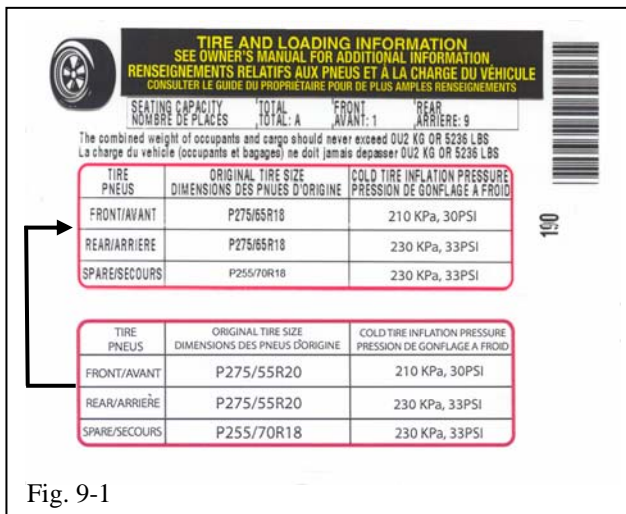 TIRE AND LOADING INFORMATION
SEE OWNER'S MANUAL FOR ADDITIONAL INFORMATION
RENSEIGNEMENTS RELATIFS AUX PNEUS ET À LA CHARGE DU VÉHICULE
CONSULTER LE GUIDE DU PROPRIÉTAIRE POUR DE PLUS AMPLES RENSEIGNEMENTS
SEATING CAPACITY TOTAL FRONT REAR
NOMBRE DE PLACES TOTAL: A AVANT: 1 ARRIERE: 9
The combined weight of occupants and cargo should never exceed 0U2 KG OR 5236 LBS
La charge du vehicle (occupants et bagages) ne doit jamais depasser 0U2 KG OR 5236 LBS
TIRE ORIGINAL TIRE SIZE COLD TIRE INFLATION PRESSURE
PNEUS DIMENSIONS DES PNUES D'ORIGINE PRESSION DE GONFLAGE A FROID
FRONT/AVANT P275/65R18 210 KPa, 30PSI
REAR/ARRIERE P275/65R18 230 KPa, 33PSI
SPARE/SECOURS P255/70R18 230 KPa, 33PSI
190
TIRE ORIGINAL TIRE SIZE COLD TIRE INFLATION PRESSURE
PNEUS DIMENSIONS DES PNEUS D'ORIGINE PRESSION DE GONFLAGE A FROID
FRONT/AVANT P275/55R20 210 KPa, 30PSI
REAR/ARRIERÈ P275/55R20 230 KPa, 33PSI
SPARE/SECOURS P255/70R18 230 KPa, 33PSI
Fig. 9-1